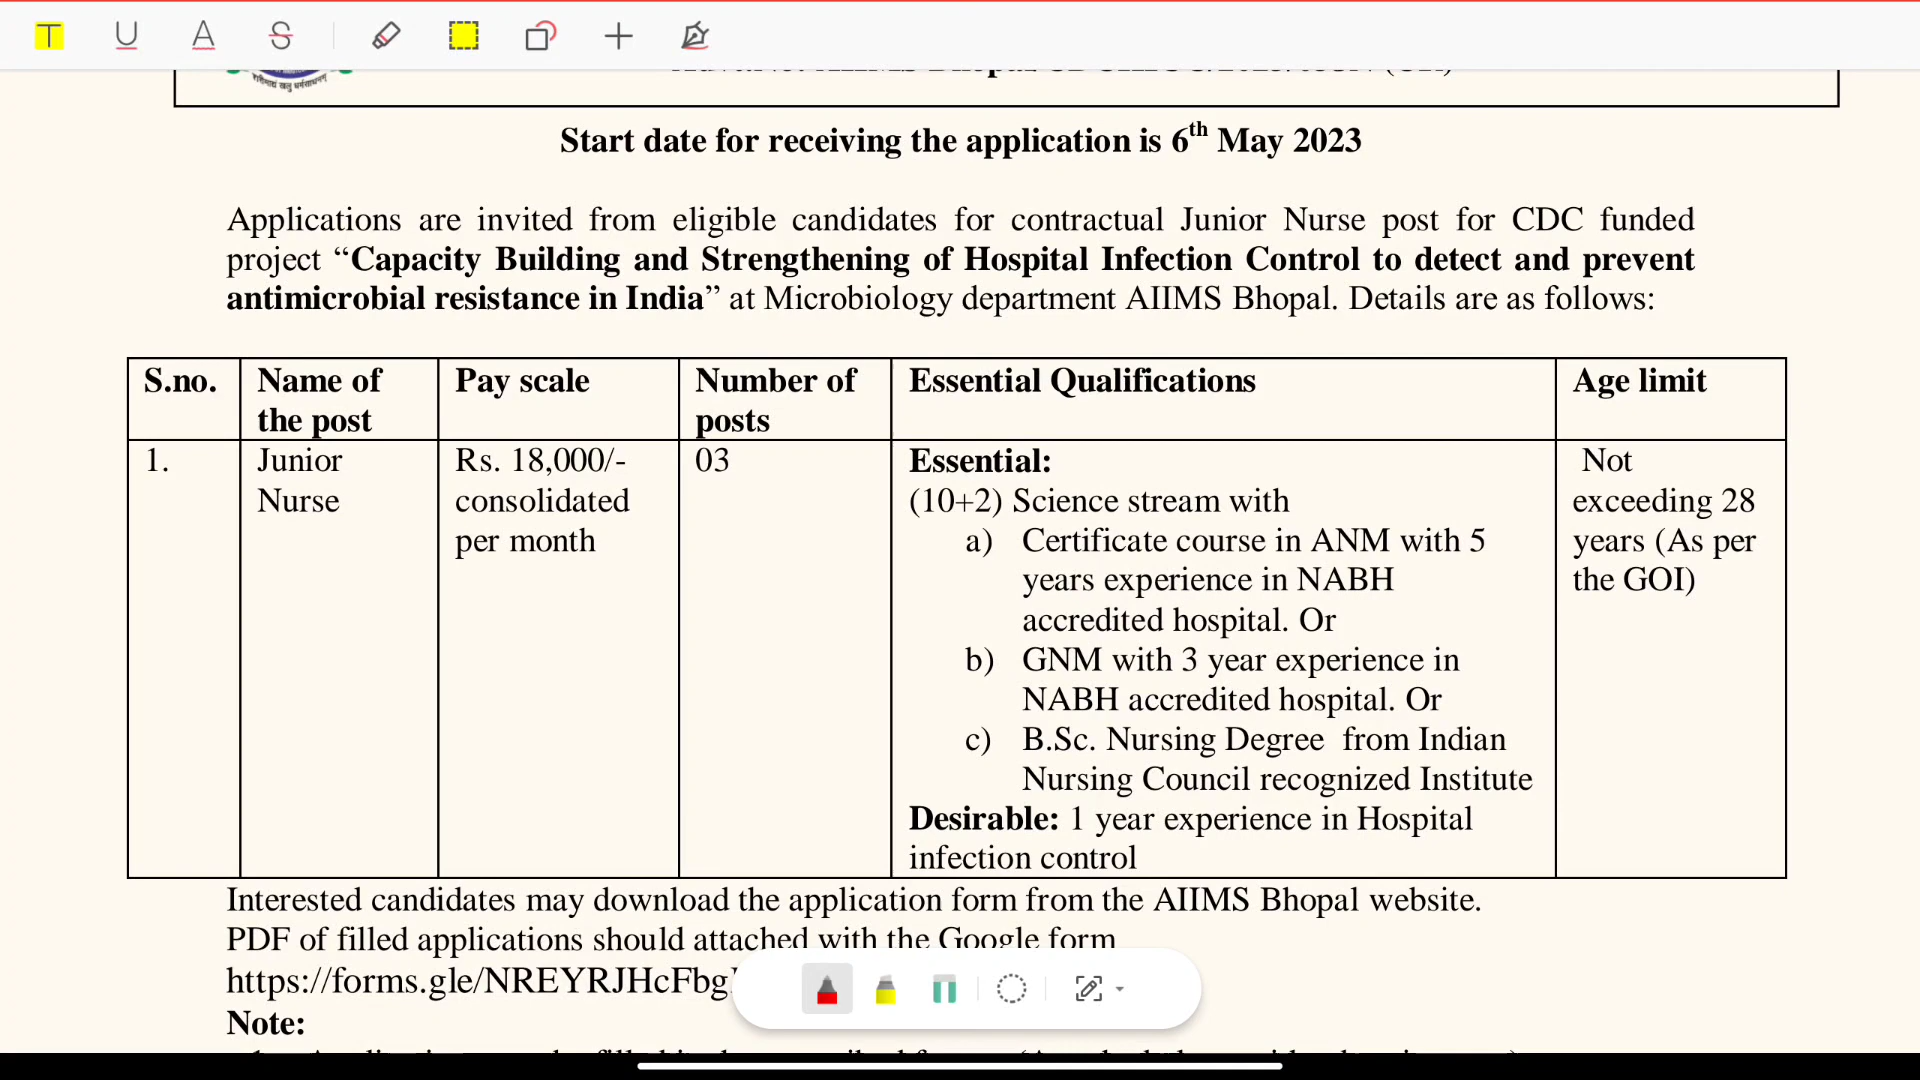 Start date for receiving the application is 6th May 2023
Applications are invited from eligible candidates for contractual Junior Nurse post for CDC funded
project “Capacity Building and Strengthening of Hospital Infection Control to detect and prevent
antimicrobial resistance in India” at Microbiology department AIIMS Bhopal. Details are as follows:
S.no. Name of the post Pay scale Number of posts Essential Qualifications Age limit
1. Junior Nurse Rs. 18,000/- consolidated per month 03
Essential:
(10+2) Science stream with
a) Certificate course in ANM with 5
years experience in NABH
accredited hospital. Or
b) GNM with 3 year experience in
NABH accredited hospital. Or
c) B.Sc. Nursing Degree from Indian
Nursing Council recognized Institute
Desirable: 1 year experience in Hospital
infection control
Not
exceeding 28
years (As per
the GOI)
Interested candidates may download the application form from the AIIMS Bhopal website.
PDF of filled applications should attached with the Google form
https://forms.gle/NREYRJHcFbg
Note: